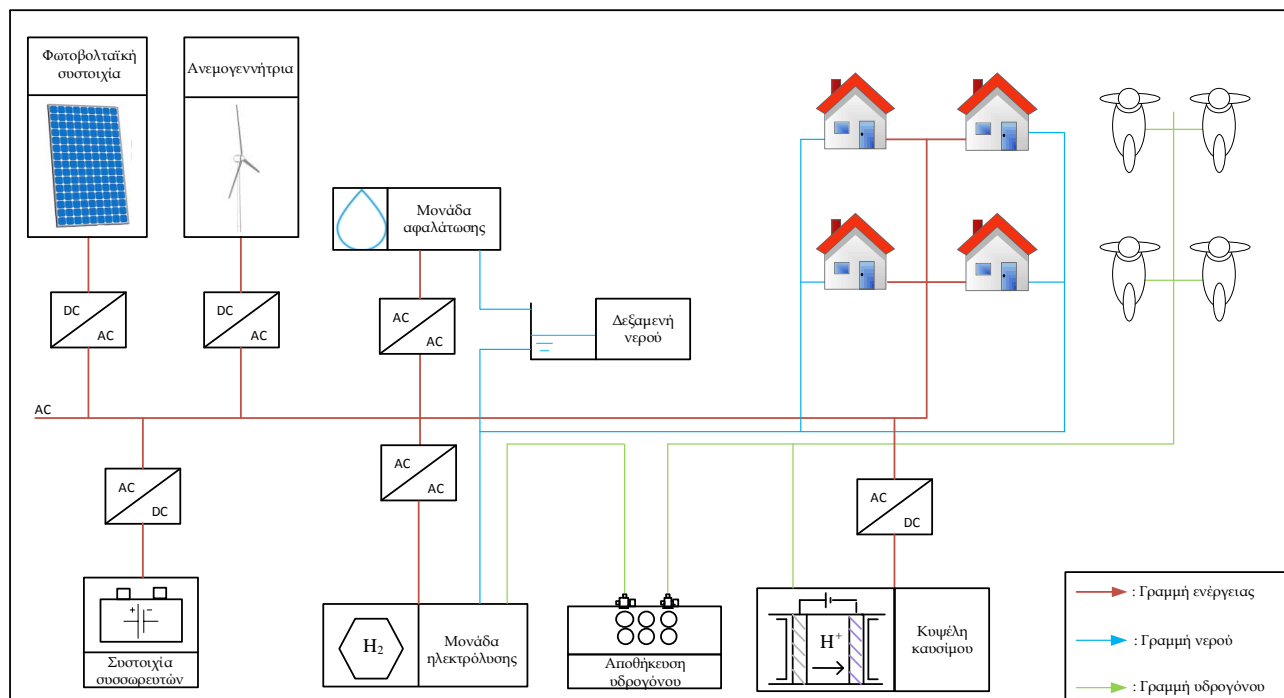 Φωτοβολταϊκή
συστοιχία
Ανεμογεννήτρια
Μονάδα
αφαλάτωσης
DC
AC
DC
AC
AC
AC
Δεξαμενή
νερού
AC
AC
DC
AC
AC
AC
DC
+ −
Συστοιχία
συσσωρευτών
H₂
Μονάδα
ηλεκτρόλυσης
Αποθήκευση
υδρογόνου
H⁺
Κυψέλη
καυσίμου
: Γραμμή ενέργειας
: Γραμμή νερού
: Γραμμή υδρογόνου